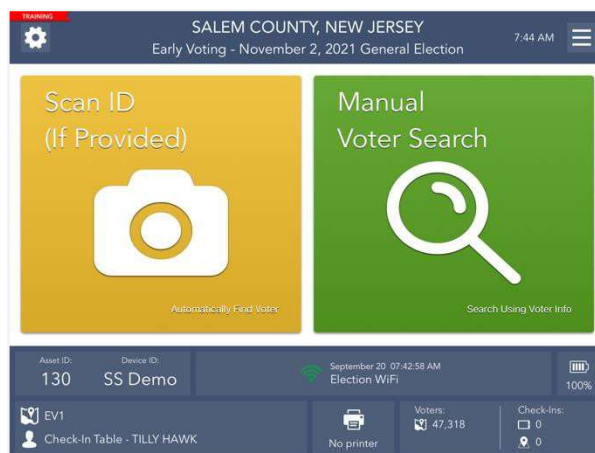 TRAINING
SALEM COUNTY, NEW JERSEY
Early Voting - November 2, 2021 General Election
7:44 AM
Scan ID
(If Provided)
Automatically Find Voter
Manual
Voter Search
Search Using Voter Info
Asset ID:
130
Device ID:
SS Demo
September 20 07:42:58 AM
Election WiFi
100%
EV1
Check-In Table - TILLY HAWK
No printer
Voters:
47,318
Check-Ins:
0
0